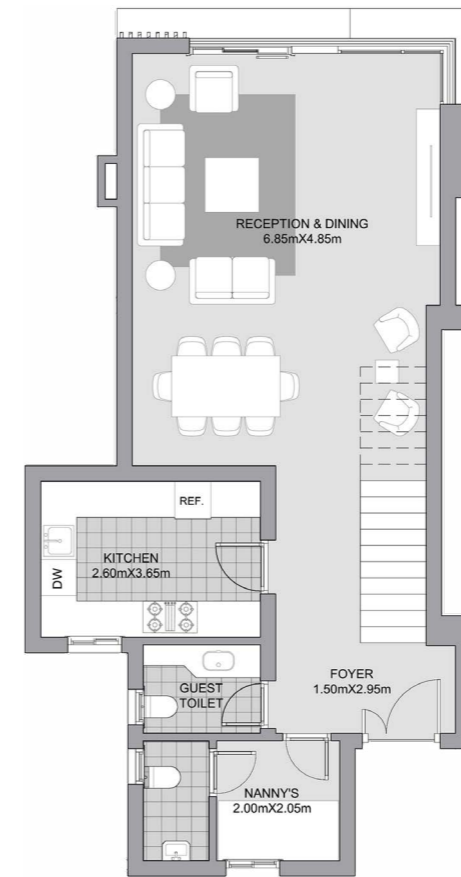 RECEPTION & DINING
6.85mX4.85m
REF.
KITCHEN
2.60mX3.65m
DW
FOYER
1.50mX2.95m
GUEST
TOILET
NANNY'S
2.00mX2.05m